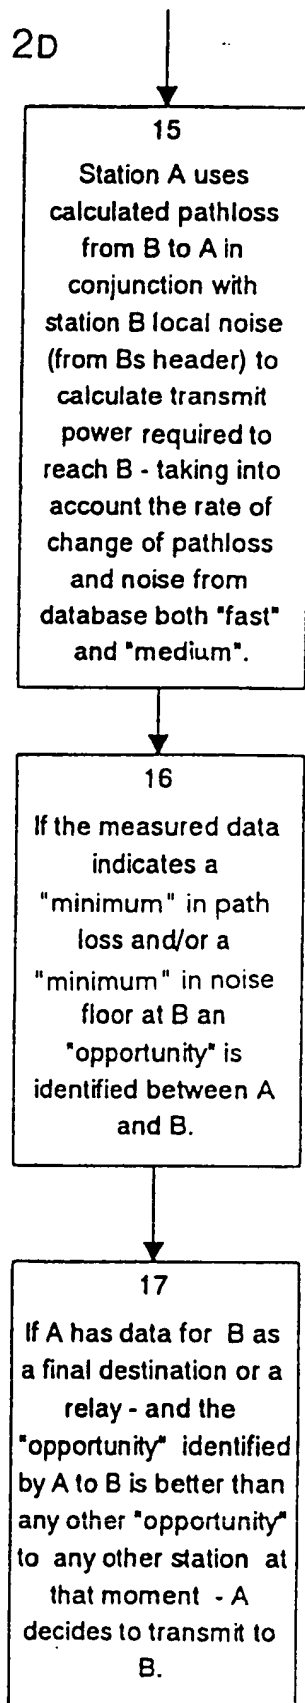 2D
15
Station A uses
calculated pathloss
from B to A in
conjunction with
station B local noise
(from Bs header) to
calculate transmit
power required to
reach B - taking into
account the rate of
change of pathloss
and noise from
database both "fast"
and "medium".
16
If the measured data
indicates a
"minimum" in path
loss and/or a
"minimum" in noise
floor at B an
"opportunity" is
identified between A
and B.
17
If A has data for B as
a final destination or a
relay - and the
"opportunity" identified
by A to B is better than
any other "opportunity"
to any other station at
that moment - A
decides to transmit to
B.